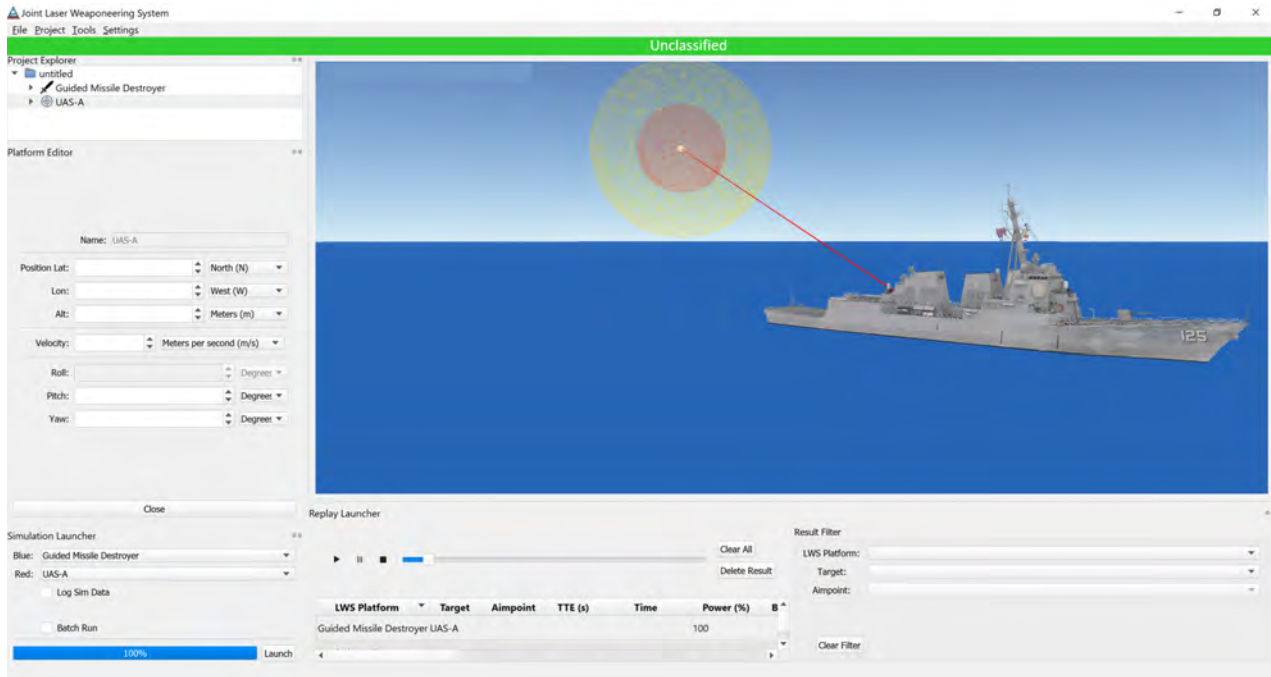 Joint Laser Weaponeering System
File Project Tools Settings
Unclassified
Project Explorer
untitled
Guided Missile Destroyer
UAS-A
Platform Editor
Name: UAS-A
Position Lat: North (N)
Lon: West (W)
Alt: Meters (m)
Velocity: Meters per second (m/s)
Roll: Degrees
Pitch: Degrees
Yaw: Degrees
Close
125
Simulation Launcher
Blue: Guided Missile Destroyer
Red: UAS-A
Log Sim Data
Batch Run
100% Launch
Replay Launcher
Clear All
Delete Result
LWS Platform Target Aimpoint TTE (s) Time Power (%) B
Guided Missile Destroyer UAS-A 100
Result Filter
LWS Platform:
Target:
Aimpoint:
Clear Filter